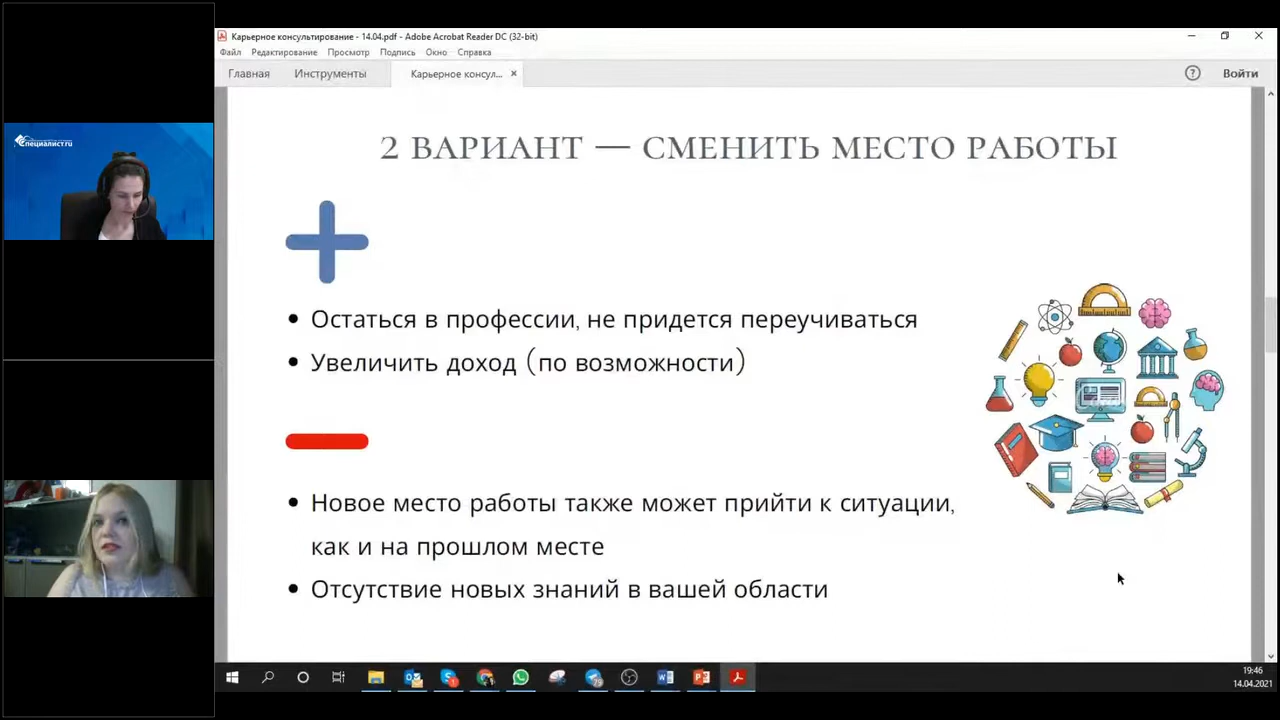 Карьерное консультирование - 14.04.pdf - Adobe Acrobat Reader DC (32-bit)
Файл Редактирование Просмотр Подпись Окно Справка
Главная Инструменты Карьерное консул... × ? Войти
Специалист.ru
2 ВАРИАНТ — СМЕНИТЬ МЕСТО РАБОТЫ
• Остаться в профессии, не придется переучиваться
• Увеличить доход (по возможности)
• Новое место работы также может прийти к ситуации,
как и на прошлом месте
• Отсутствие новых знаний в вашей области
19:46
14.04.2021